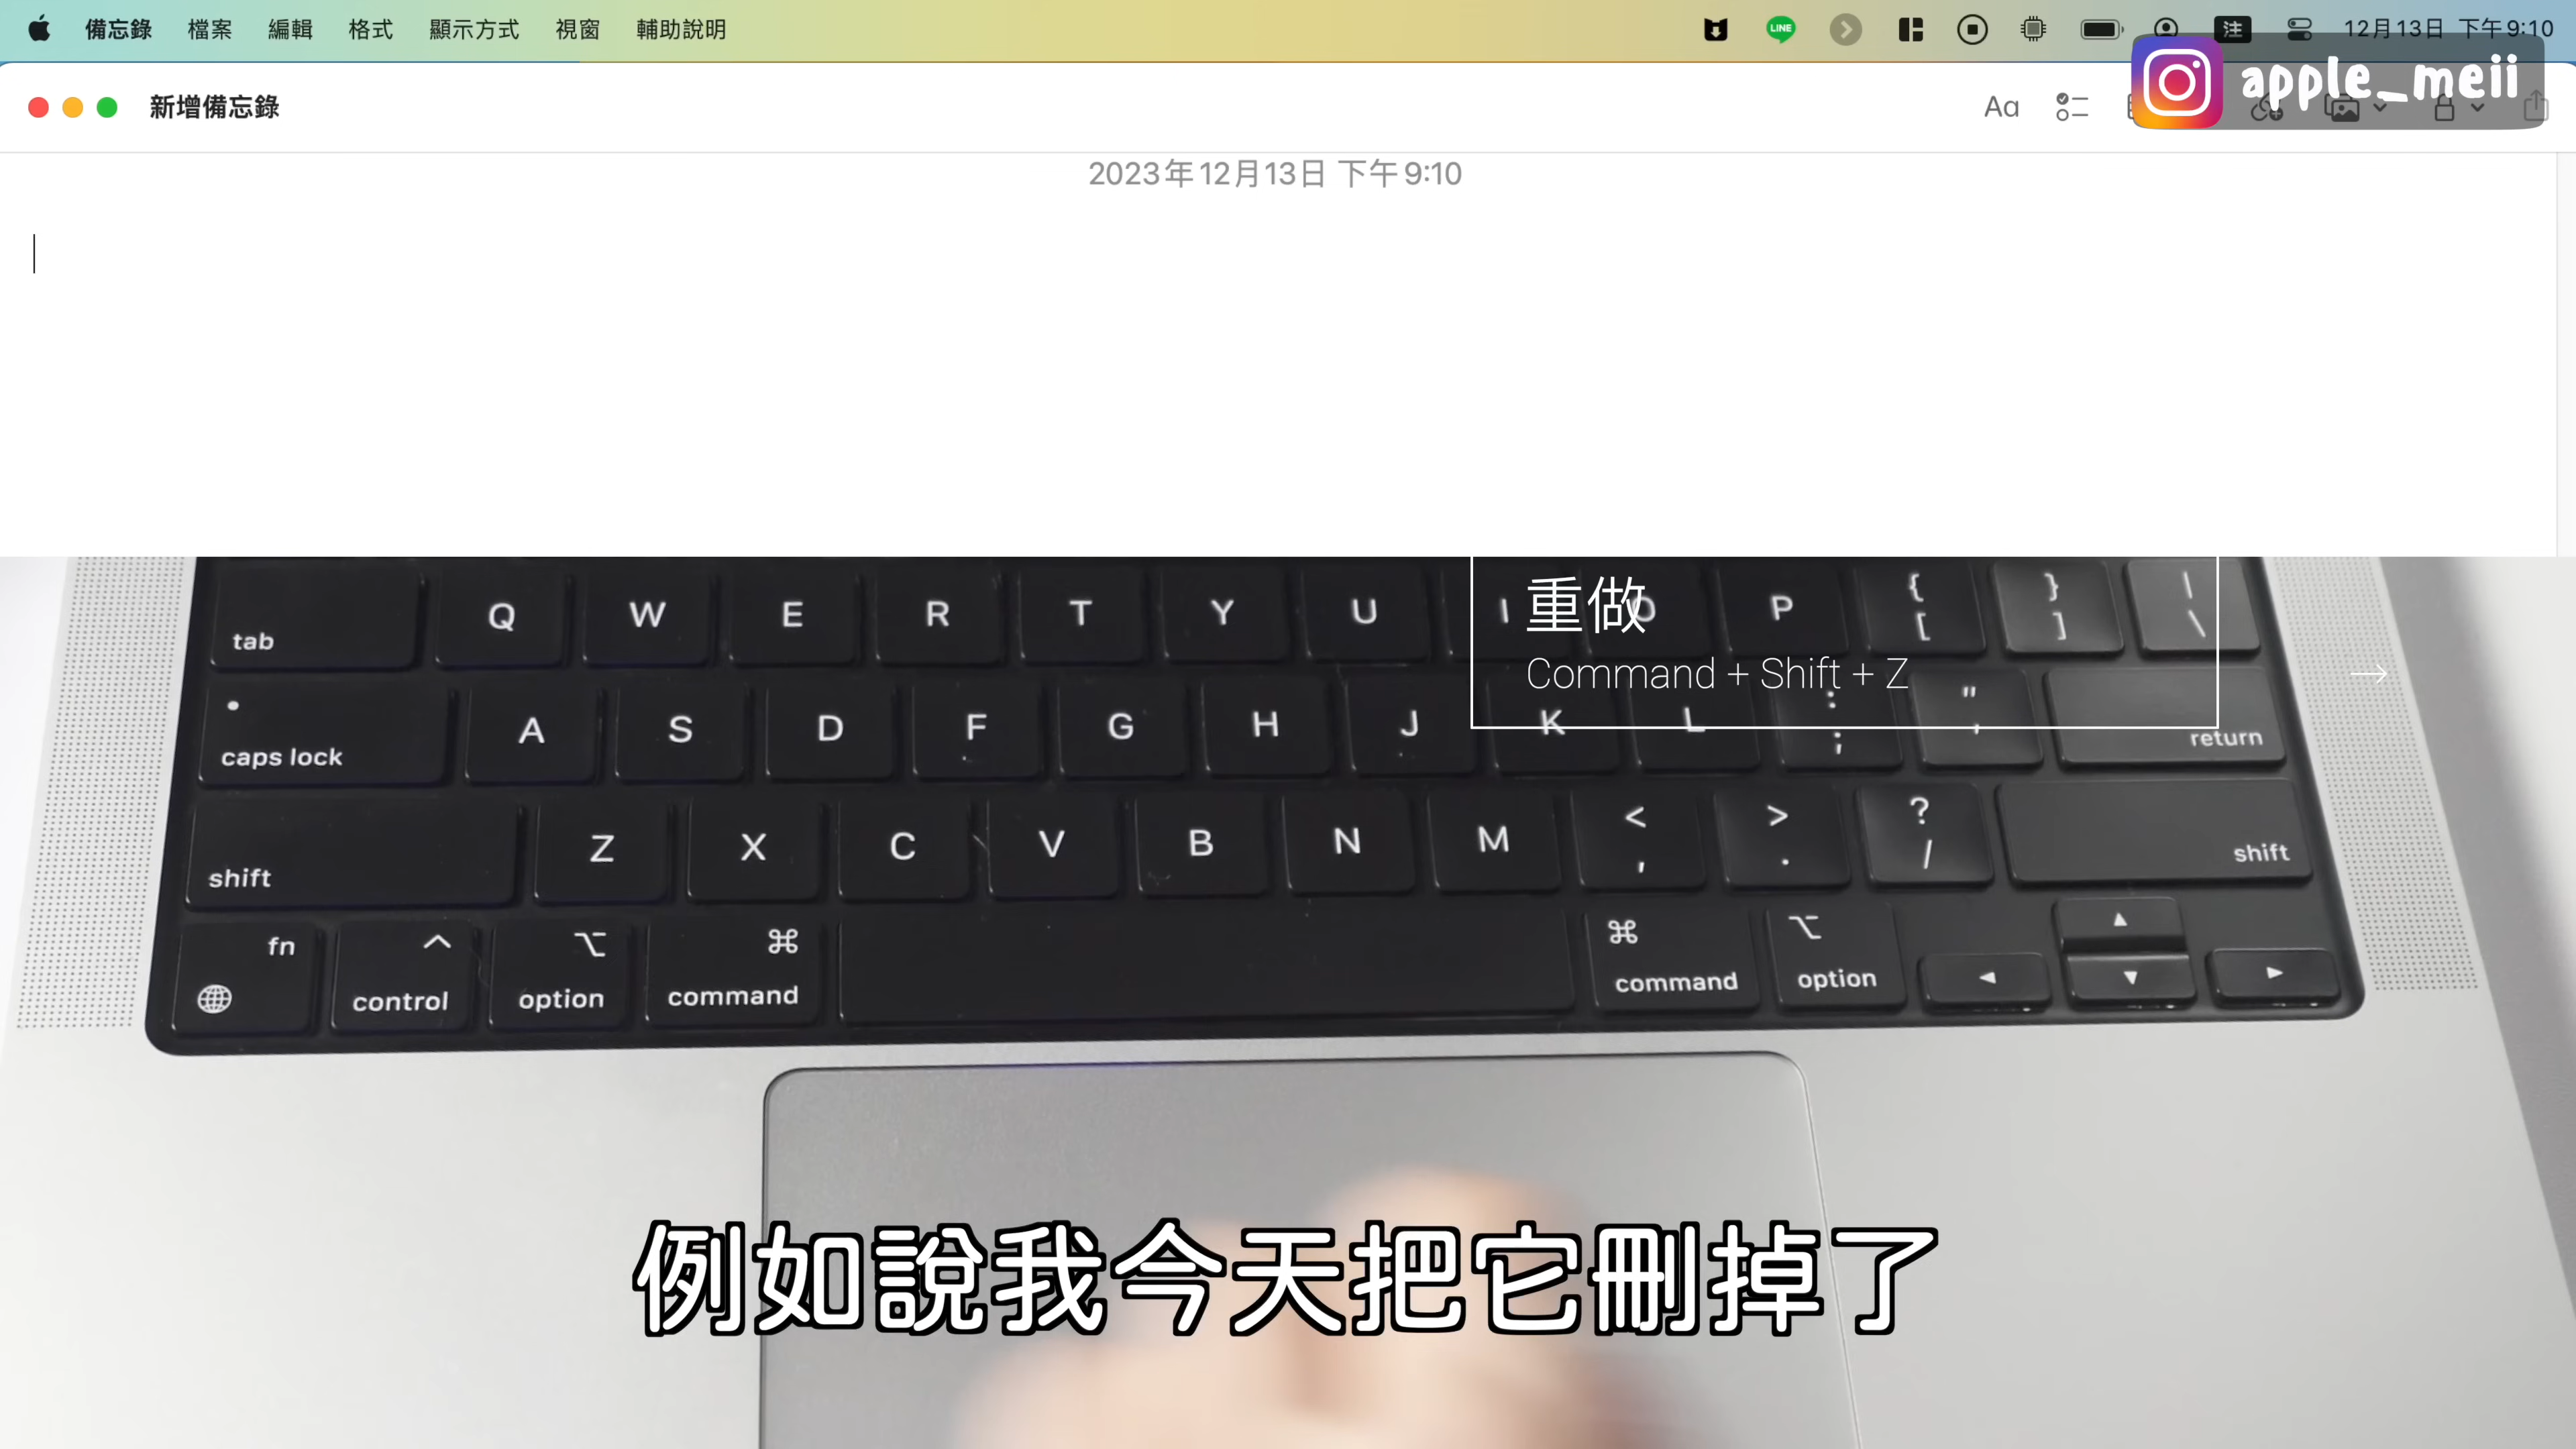 備忘錄 檔案 編輯 格式 顯示方式 視窗 輔助說明 LINE 注 12月13日 下午9:10
新增備忘錄 Aa apple_meii
2023年12月13日 下午9:10
重做
Command + Shift + Z
tab Q W E R T Y U I O P { [ } ] | \
caps lock A S D F G H J K L : ; " ' return
shift Z X C V B N M < , > . ? / shift
fn control option ⌘ command ⌘ command option
例如說我今天把它刪掉了